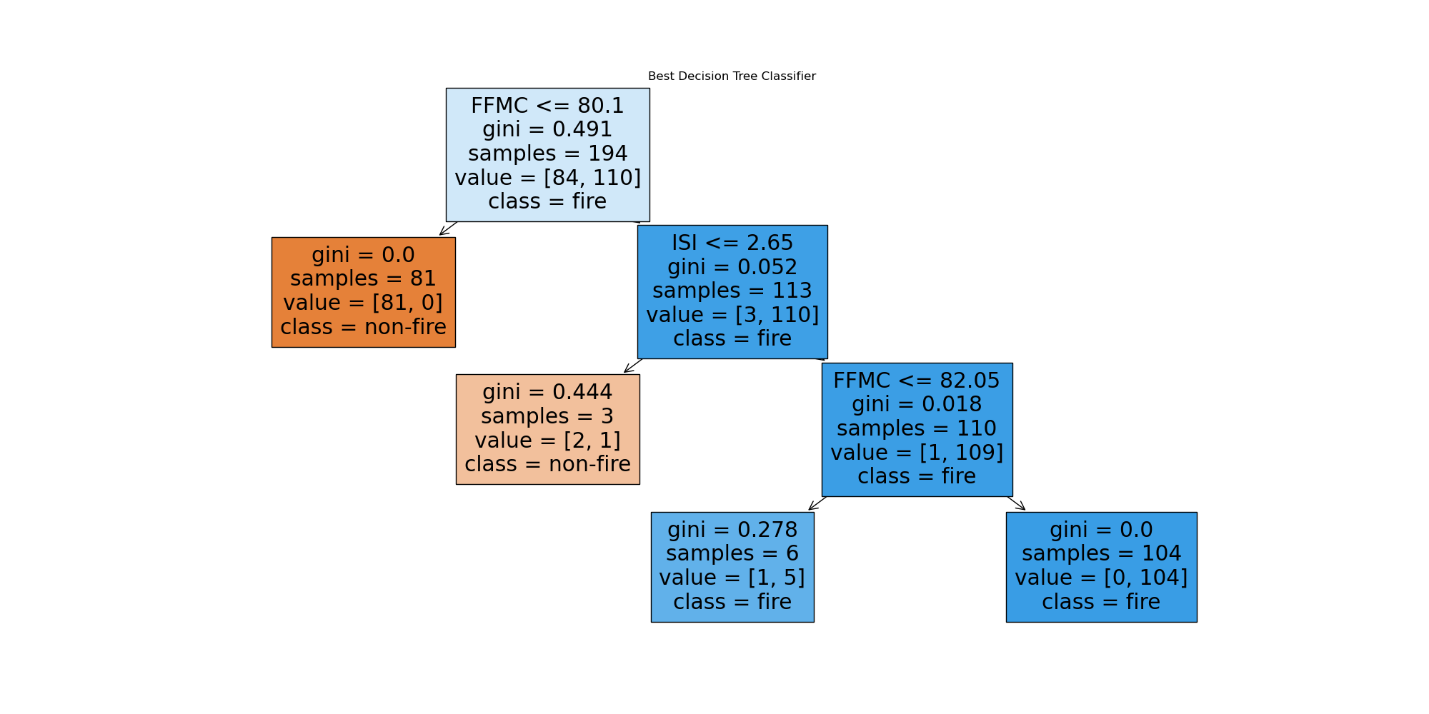 Best Decision Tree Classifier
FFMC <= 80.1
gini = 0.491
samples = 194
value = [84, 110]
class = fire
gini = 0.0
samples = 81
value = [81, 0]
class = non-fire
ISI <= 2.65
gini = 0.052
samples = 113
value = [3, 110]
class = fire
gini = 0.444
samples = 3
value = [2, 1]
class = non-fire
FFMC <= 82.05
gini = 0.018
samples = 110
value = [1, 109]
class = fire
gini = 0.278
samples = 6
value = [1, 5]
class = fire
gini = 0.0
samples = 104
value = [0, 104]
class = fire